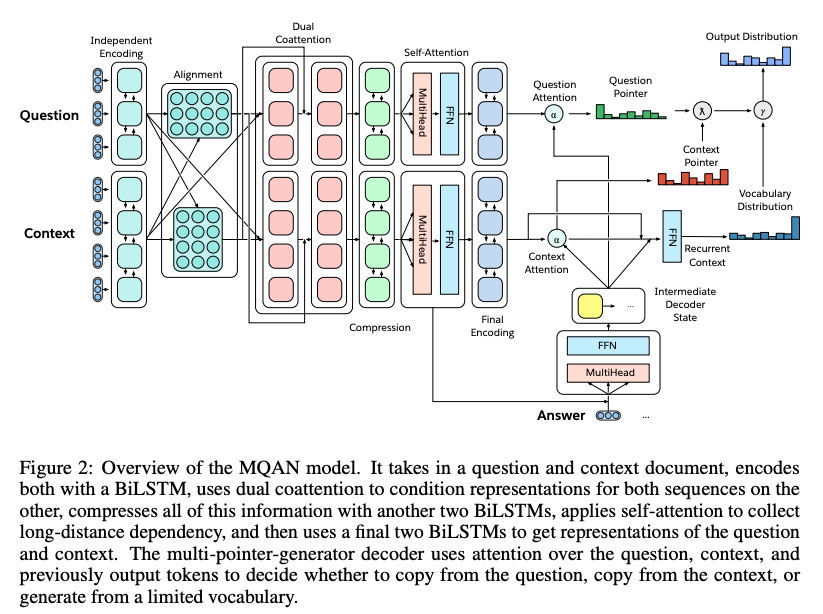 Output Distribution
Dual
Coattention
Independent
Encoding
Self-Attention
Alignment
Question
Attention
Question
Pointer
Question
MultiHead
FFN
α
λ
γ
Context
Pointer
Vocabulary
Distribution
Context
MultiHead
FFN
α
FFN
Context
Attention
Recurrent
Context
Compression
Final
Encoding
...
Intermediate
Decoder
State
FFN
MultiHead
Answer
...
Figure 2: Overview of the MQAN model. It takes in a question and context document, encodes
both with a BiLSTM, uses dual coattention to condition representations for both sequences on the
other, compresses all of this information with another two BiLSTMs, applies self-attention to collect
long-distance dependency, and then uses a final two BiLSTMs to get representations of the question
and context. The multi-pointer-generator decoder uses attention over the question, context, and
previously output tokens to decide whether to copy from the question, copy from the context, or
generate from a limited vocabulary.